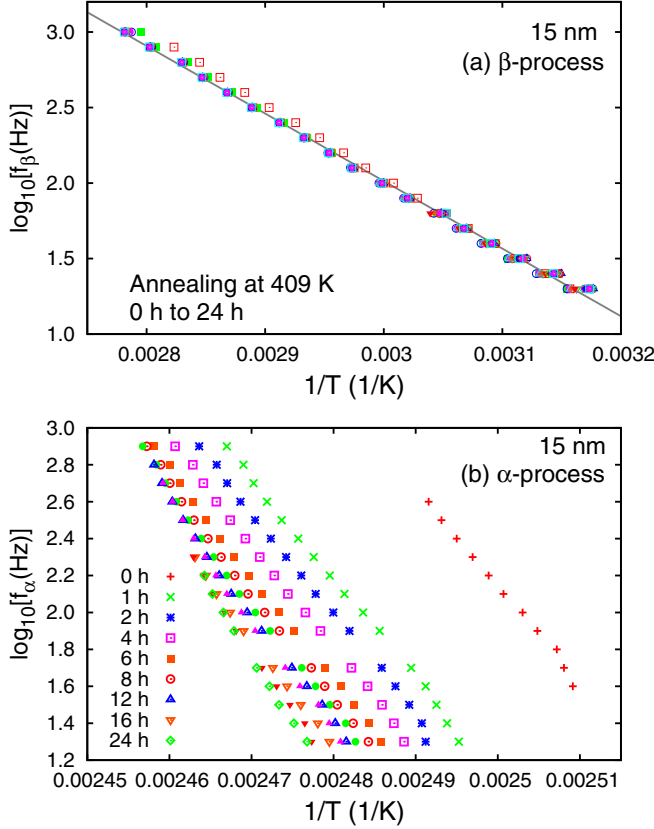 3.0
2.5
2.0
1.5
1.0
log10[fβ(Hz)]
15 nm
(a) β-process
Annealing at 409 K
0 h to 24 h
0.0028 0.0029 0.003 0.0031 0.0032
1/T (1/K)
3.0
2.8
2.6
2.4
2.2
2.0
1.8
1.6
1.4
1.2
log10[fα(Hz)]
15 nm
(b) α-process
0 h
1 h
2 h
4 h
6 h
8 h
12 h
16 h
24 h
0.00245 0.00246 0.00247 0.00248 0.00249 0.0025 0.00251
1/T (1/K)